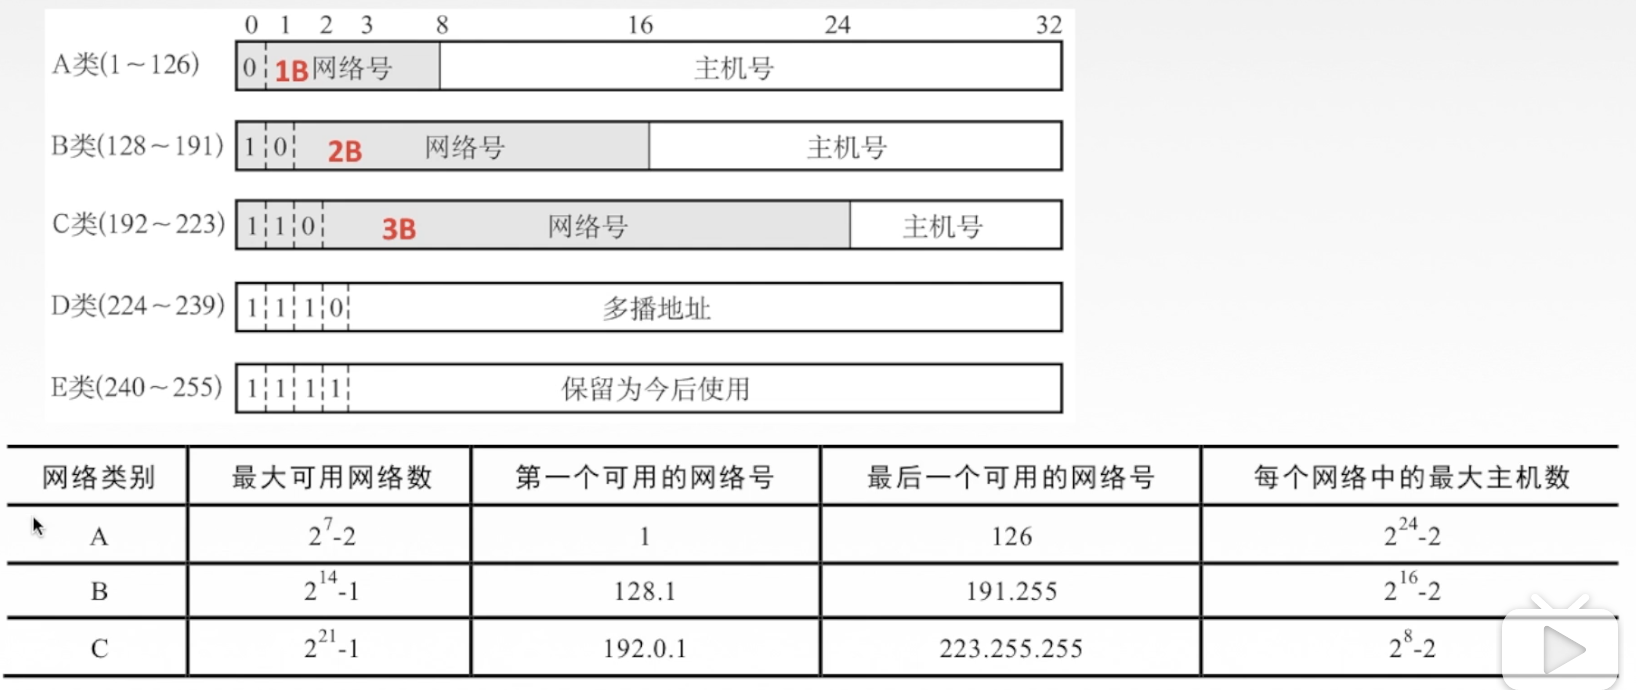 0 1 2 3 8 16 24 32
A类(1～126) 0 1B 网络号 主机号
B类(128～191) 1 0 2B 网络号 主机号
C类(192～223) 1 1 0 3B 网络号 主机号
D类(224～239) 1 1 1 0 多播地址
E类(240～255) 1 1 1 1 保留为今后使用
网络类别 最大可用网络数 第一个可用的网络号 最后一个可用的网络号 每个网络中的最大主机数
A 2^7-2 1 126 2^24-2
B 2^14-1 128.1 191.255 2^16-2
C 2^21-1 192.0.1 223.255.255 2^8-2